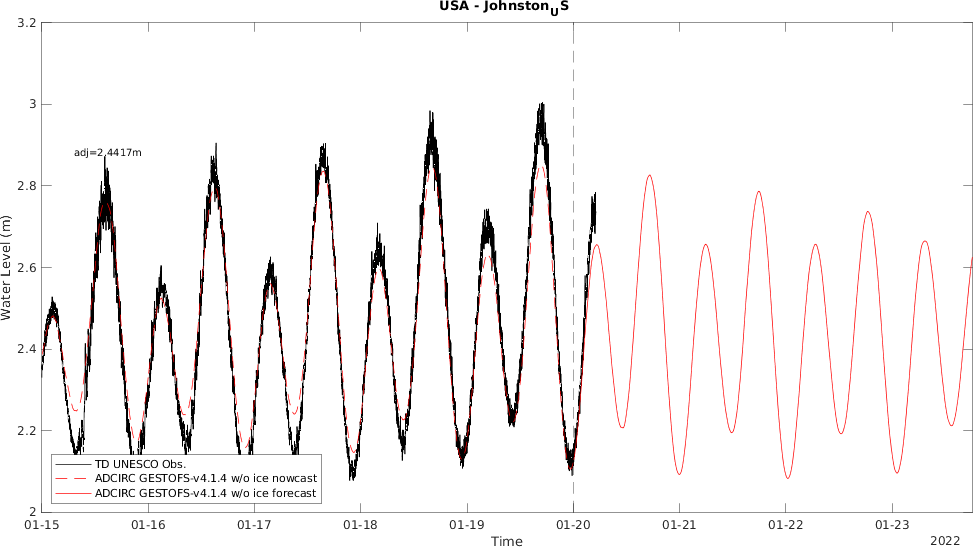 USA - Johnston_US
3.2
3
2.8
2.6
2.4
2.2
2
Water Level (m)
adj=2.4417m
TD UNESCO Obs.
ADCIRC GESTOFS-v4.1.4 w/o ice nowcast
ADCIRC GESTOFS-v4.1.4 w/o ice forecast
01-15 01-16 01-17 01-18 01-19 01-20 01-21 01-22 01-23
Time
2022